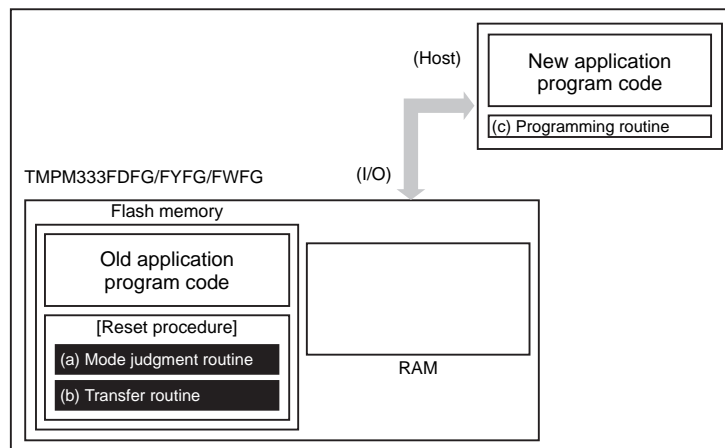 (Host)
New application
program code
(c) Programming routine
TMPM333FDFG/FYFG/FWFG
(I/O)
Flash memory
Old application
program code
[Reset procedure]
(a) Mode judgment routine
(b) Transfer routine
RAM